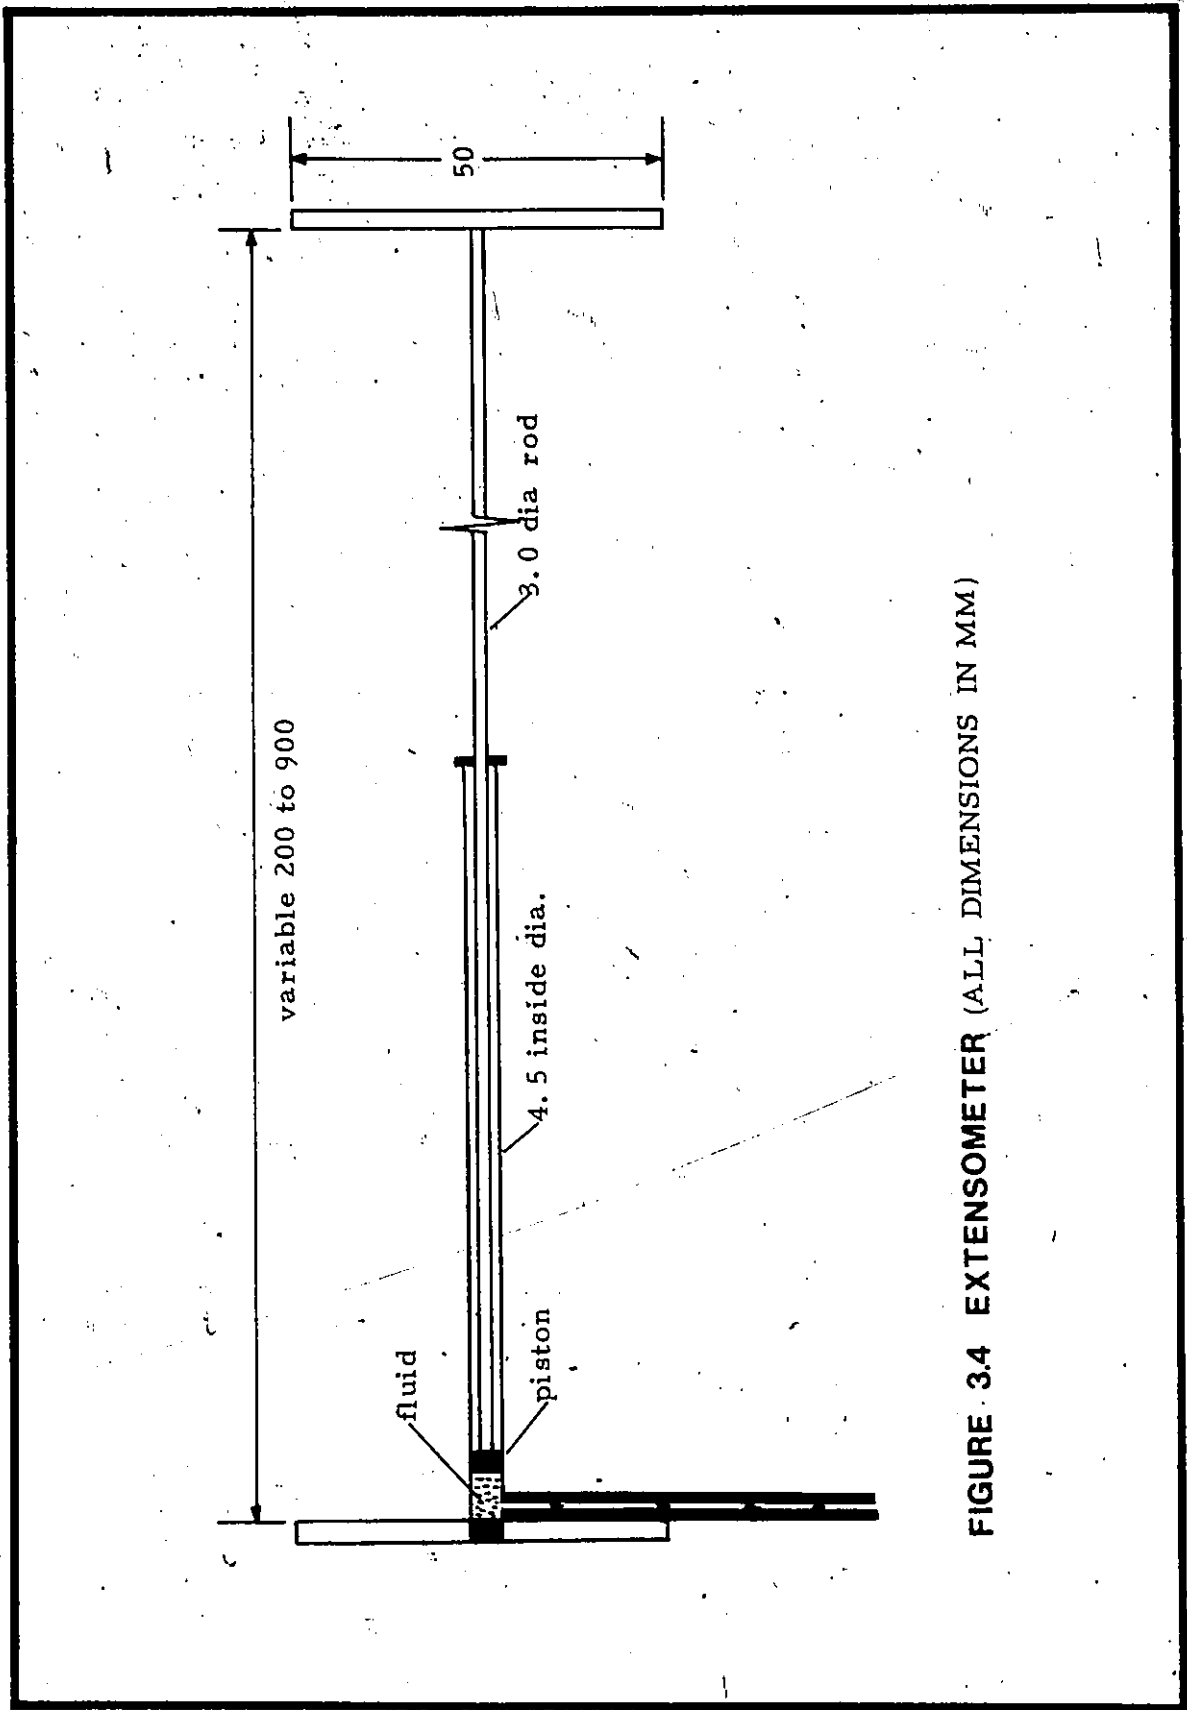 50
variable 200 to 900
3.0 dia rod
4.5 inside dia.
fluid
piston
FIGURE 3.4 EXTENSOMETER (ALL DIMENSIONS IN MM)